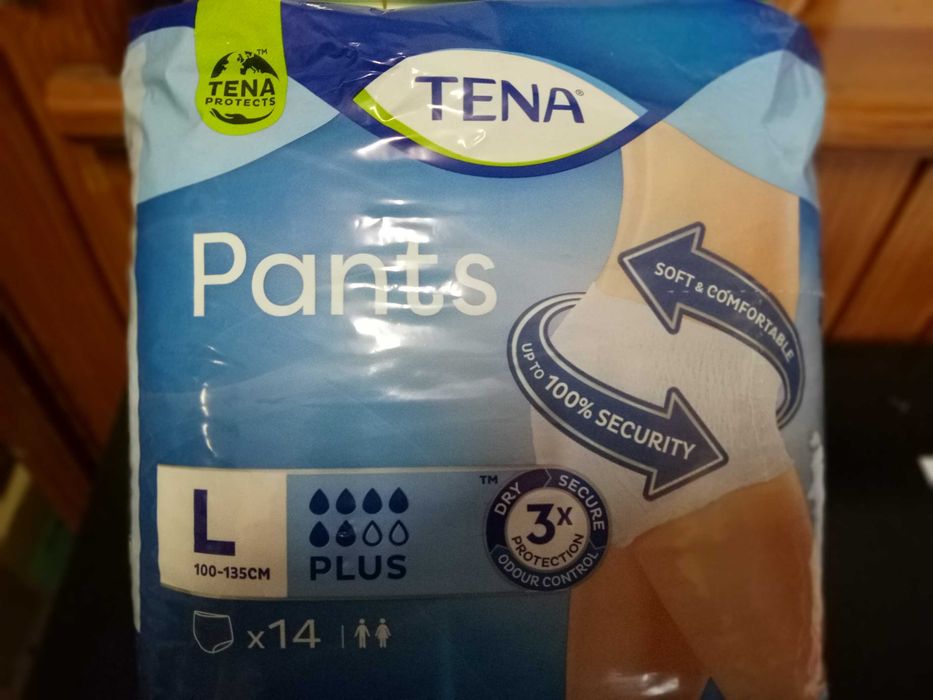 TM
TENA
PROTECTS
TENA®
Pants
SOFT & COMFORTABLE
UP TO 100% SECURITY
L
100-135CM
PLUS
TM
DRY
SECURE
3X
PROTECTION
ODOUR CONTROL
x14